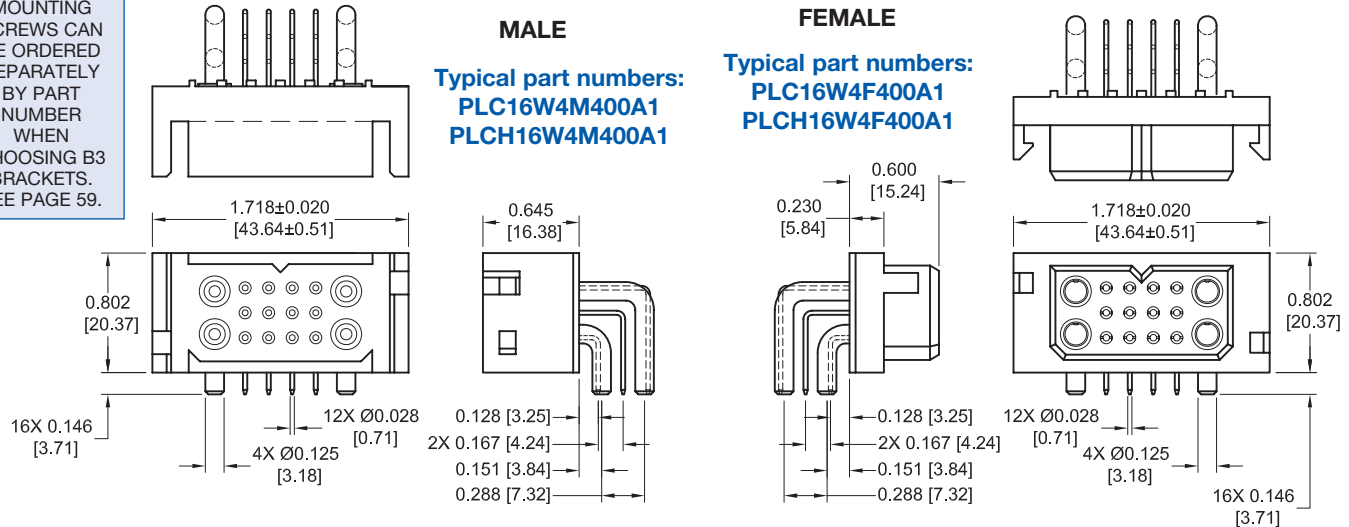 MOUNTING
CREWS CAN
E ORDERED
EPARATELY
BY PART
NUMBER
WHEN
HOOSING B3
BRACKETS.
EE PAGE 59.
MALE
Typical part numbers:
PLC16W4M400A1
PLCH16W4M400A1
FEMALE
Typical part numbers:
PLC16W4F400A1
PLCH16W4F400A1
1.718±0.020
[43.64±0.51]
0.645
[16.38]
0.600
[15.24]
0.230
[5.84]
1.718±0.020
[43.64±0.51]
0.802
[20.37]
0.802
[20.37]
16X 0.146
[3.71]
12X Ø0.028
[0.71]
4X Ø0.125
[3.18]
0.128 [3.25]
2X 0.167 [4.24]
0.151 [3.84]
0.288 [7.32]
0.128 [3.25]
2X 0.167 [4.24]
0.151 [3.84]
0.288 [7.32]
12X Ø0.028
[0.71]
4X Ø0.125
[3.18]
16X 0.146
[3.71]